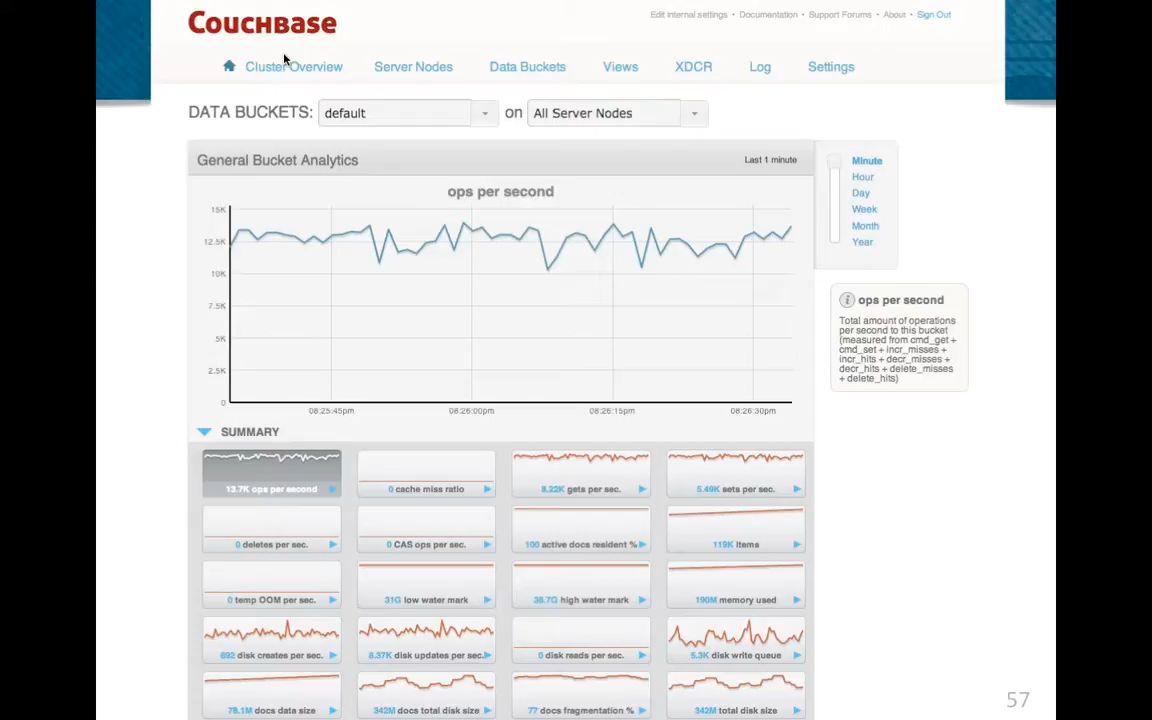 COUCHBASE
Edit internal settings • Documentation • Support Forums • About • Sign Out
Cluster Overview
Server Nodes
Data Buckets
Views
XDCR
Log
Settings
DATA BUCKETS: default on All Server Nodes
General Bucket Analytics
Last 1 minute
ops per second
15K
12.5K
10K
7.5K
5K
2.5K
0
08:25:45pm
08:26:00pm
08:26:15pm
08:26:30pm
Minute
Hour
Day
Week
Month
Year
i ops per second
Total amount of operations
per second to this bucket
(measured from cmd_get +
cmd_set + incr_misses +
incr_hits + decr_misses +
decr_hits + delete_misses
+ delete_hits)
SUMMARY
13.7K ops per second
0 cache miss ratio
8.22K gets per sec.
5.49K sets per sec.
0 deletes per sec.
0 CAS ops per sec.
100 active docs resident %
119K items
0 temp OOM per sec.
31G low water mark
38.7G high water mark
190M memory used
692 disk creates per sec.
8.37K disk updates per sec.
0 disk reads per sec.
5.3K disk write queue
78.1M docs data size
342M docs total disk size
77 docs fragmentation %
342M total disk size
57